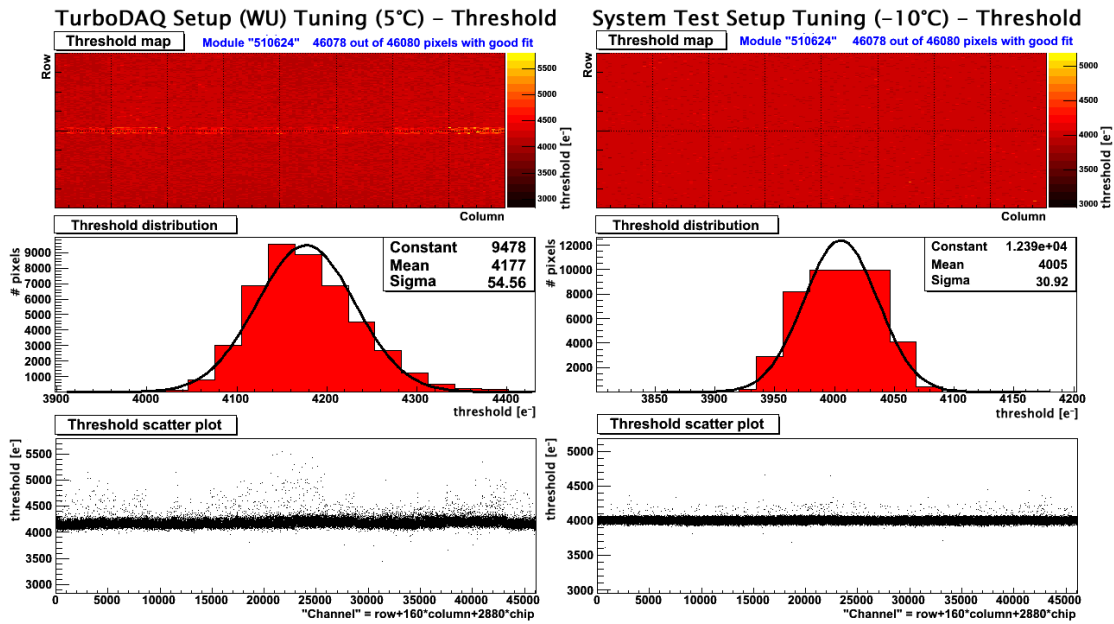 TurboDAQ Setup (WU) Tuning (5°C) – Threshold
Threshold map
Module "510624" 46078 out of 46080 pixels with good fit
Row
5500
5000
4500
4000
3500
3000
threshold [e⁻]
Column
Threshold distribution
# pixels
9000
8000
7000
6000
5000
4000
3000
2000
1000
Constant 9478
Mean 4177
Sigma 54.56
3900 4000 4100 4200 4300 4400
threshold [e⁻]
Threshold scatter plot
threshold [e⁻]
5500
5000
4500
4000
3500
3000
0 5000 10000 15000 20000 25000 30000 35000 40000 45000
"Channel" = row+160*column+2880*chip
System Test Setup Tuning (–10°C) – Threshold
Threshold map
Module "510624" 46078 out of 46080 pixels with good fit
Row
5000
4500
4000
3500
3000
threshold [e⁻]
Column
Threshold distribution
# pixels
12000
10000
8000
6000
4000
2000
Constant 1.239e+04
Mean 4005
Sigma 30.92
3850 3900 3950 4000 4050 4100 4150 4200
threshold [e⁻]
Threshold scatter plot
threshold [e⁻]
5000
4500
4000
3500
3000
0 5000 10000 15000 20000 25000 30000 35000 40000 45000
"Channel" = row+160*column+2880*chip